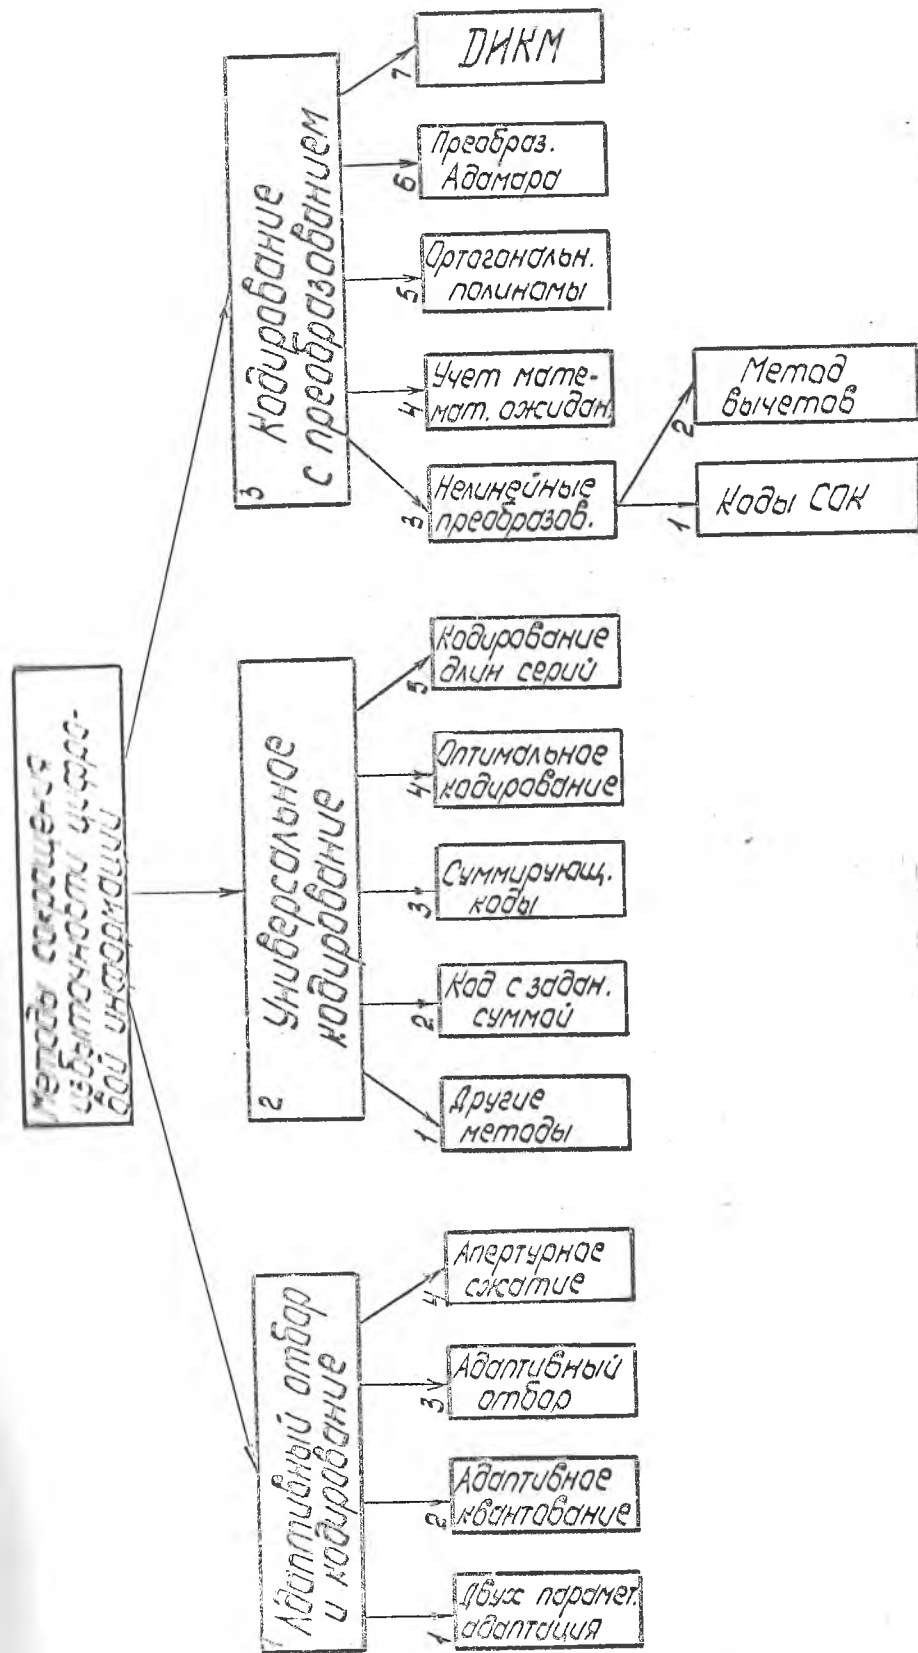 Методы сокращения
избыточности цифро-
вой информации
1
Адаптивный отбор
и кодирование
1
Двух парамет.
адаптация
2
Адаптивное
квантование
3
Адаптивный
отбор
4
Апертурное
сжатие
2
Универсальное
кодирование
1
Другие
методы
2
Код с задан.
суммой
3
Суммирующ.
коды
4
Оптимальное
кодирование
5
Кодирование
длин серий
3
Кодирование
с преобразованием
3
Нелинейные
преобразов.
1
Коды СОК
2
Метод
вычетов
4
Учет мате-
мат. ожидан.
5
Ортогональн.
полиномы
6
Преобраз.
Адамара
7
ДИКМ